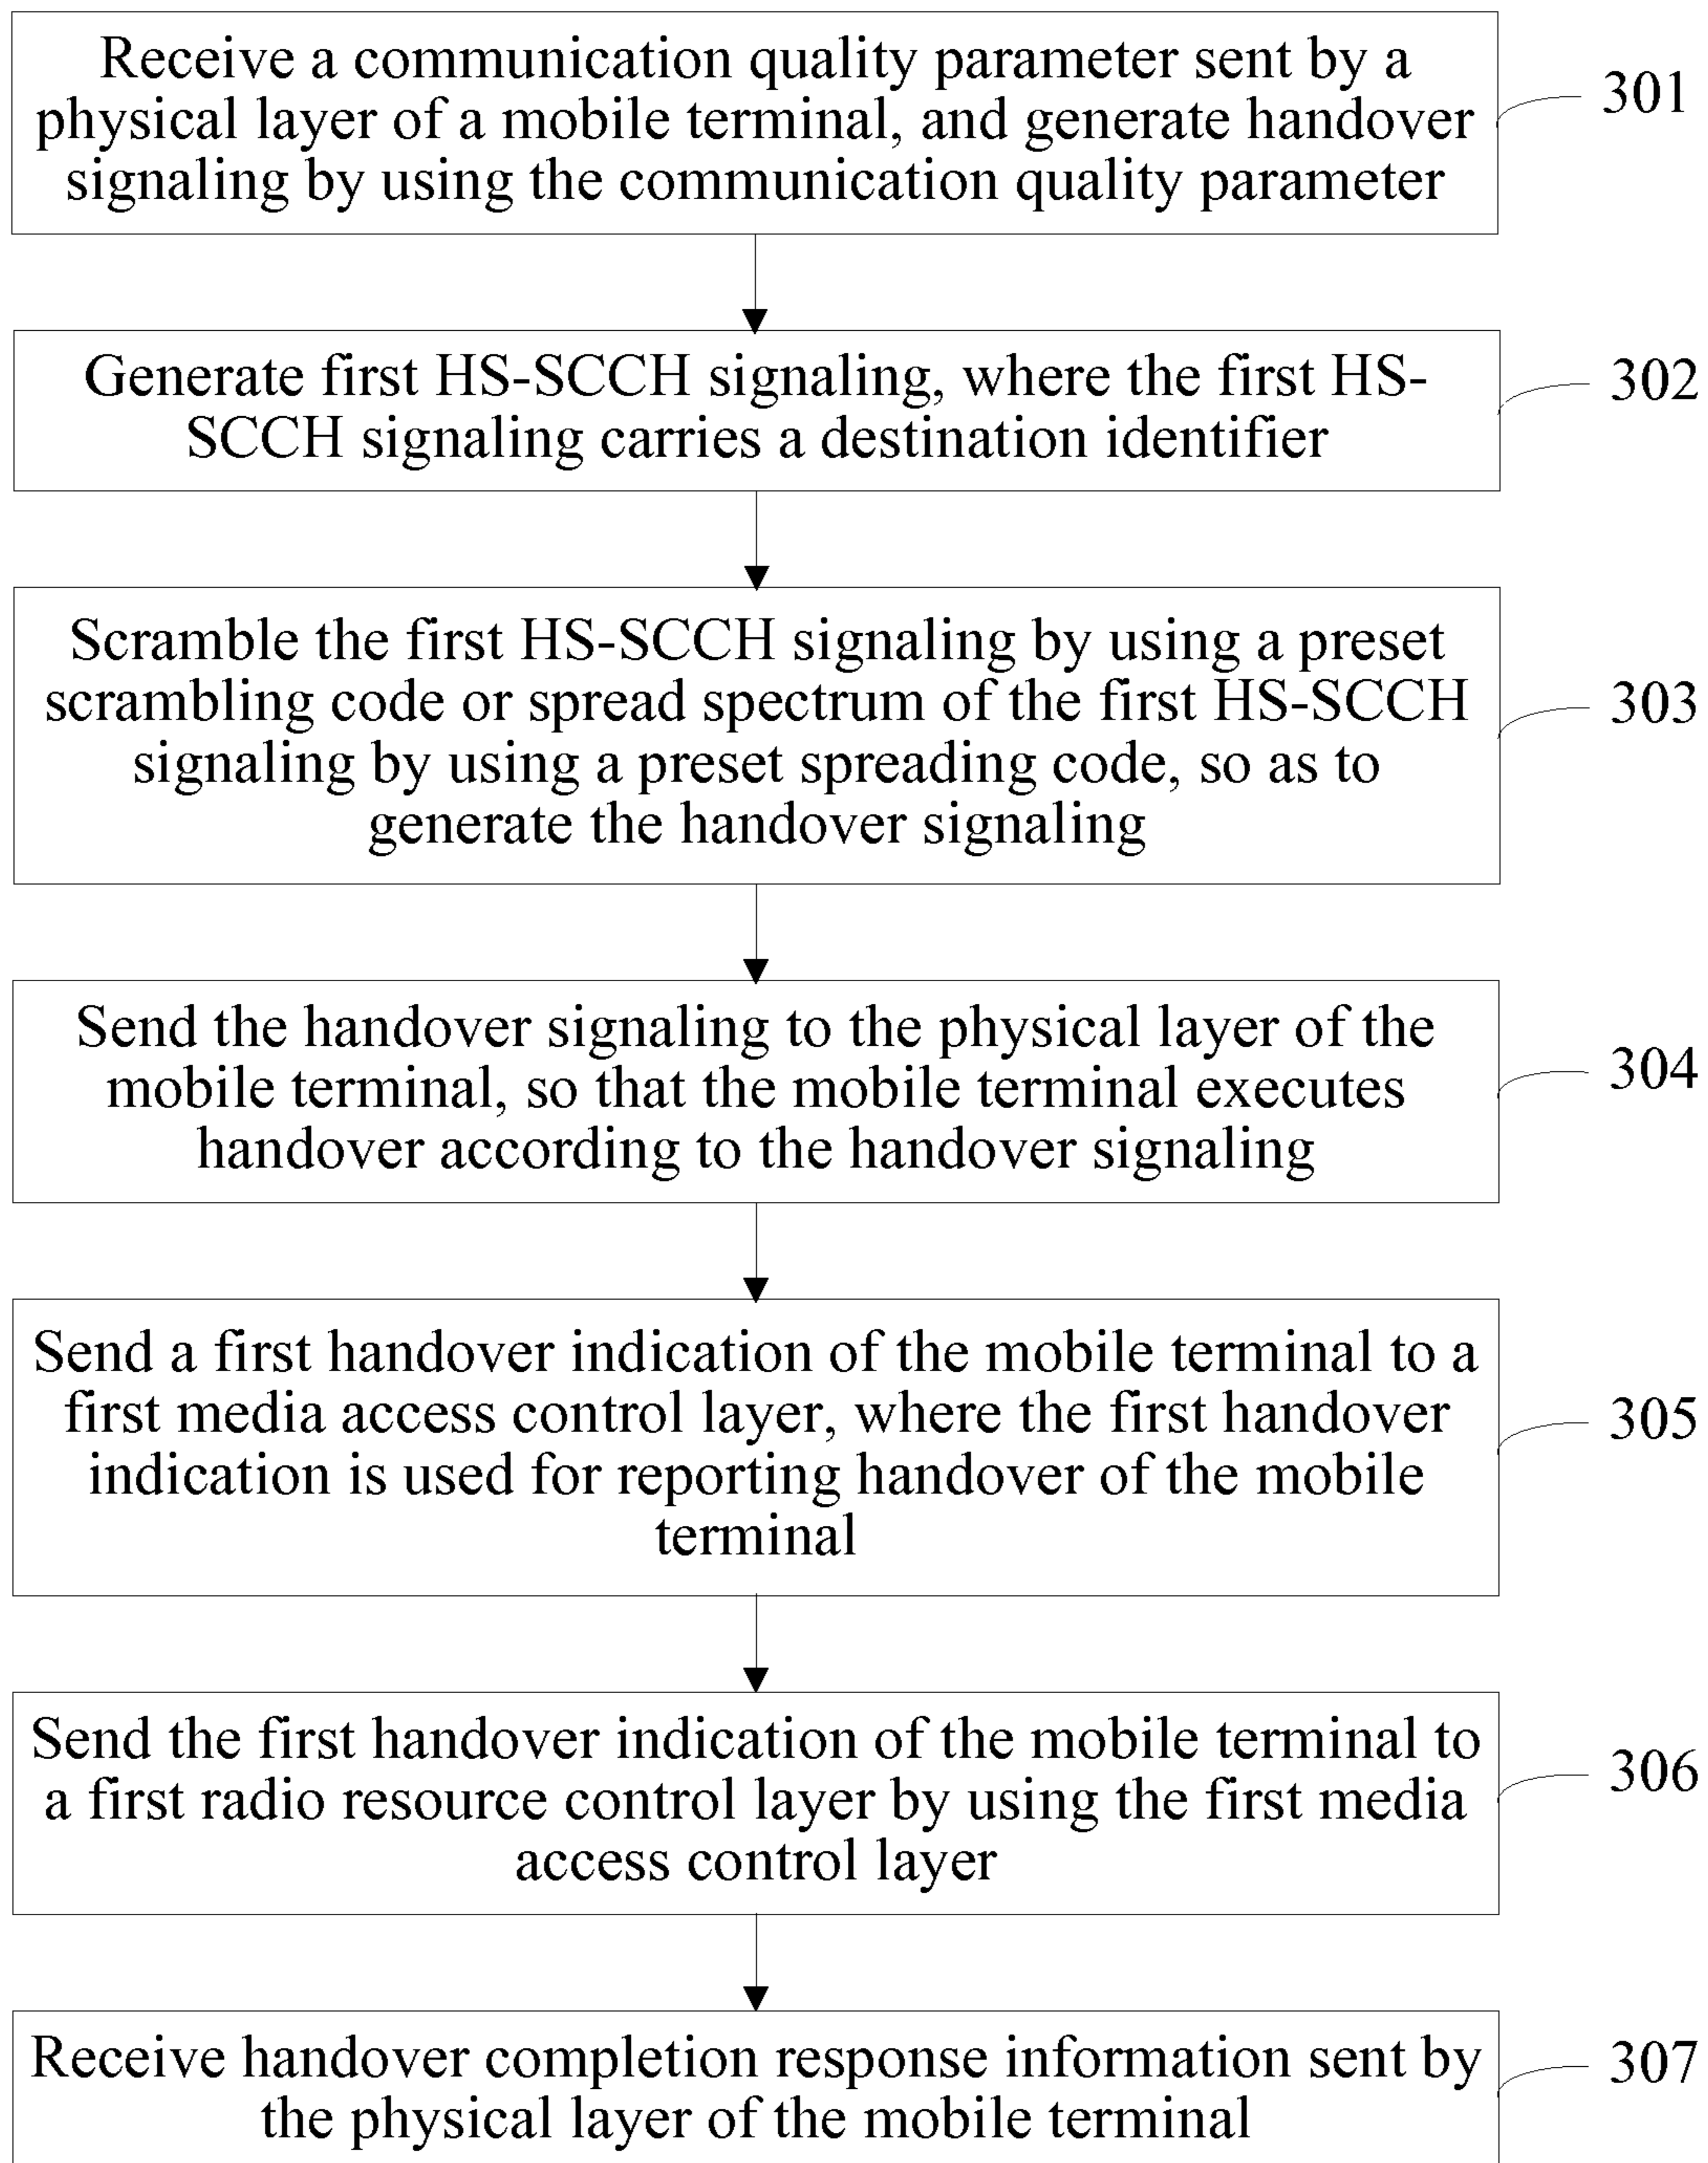 Receive a communication quality parameter sent by a
physical layer of a mobile terminal, and generate handover
signaling by using the communication quality parameter
301
Generate first HS-SCCH signaling, where the first HS-
SCCH signaling carries a destination identifier
302
Scramble the first HS-SCCH signaling by using a preset
scrambling code or spread spectrum of the first HS-SCCH
signaling by using a preset spreading code, so as to
generate the handover signaling
303
Send the handover signaling to the physical layer of the
mobile terminal, so that the mobile terminal executes
handover according to the handover signaling
304
Send a first handover indication of the mobile terminal to a
first media access control layer, where the first handover
indication is used for reporting handover of the mobile
terminal
305
Send the first handover indication of the mobile terminal to
a first radio resource control layer by using the first media
access control layer
306
Receive handover completion response information sent by
the physical layer of the mobile terminal
307